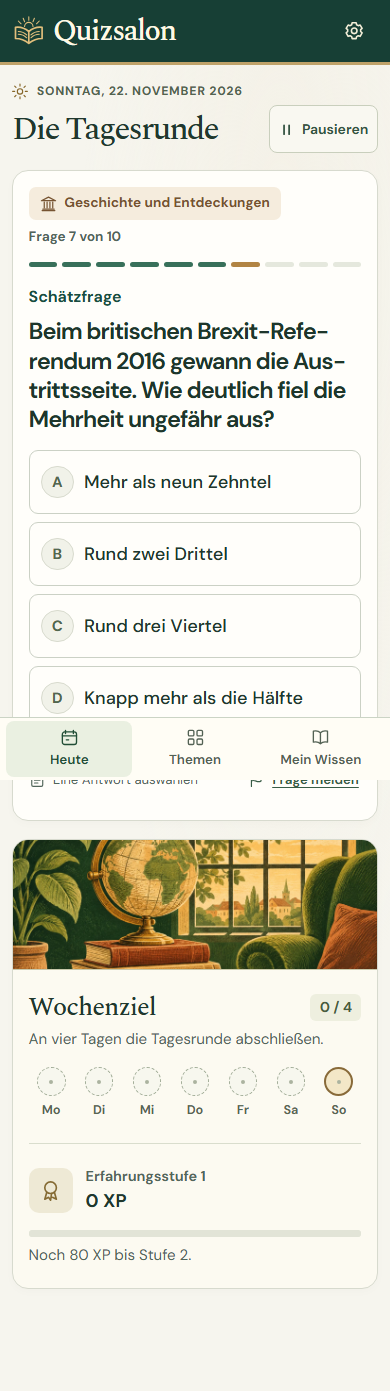 Quizsalon
SONNTAG, 22. NOVEMBER 2026
Die Tagesrunde
Pausieren
Geschichte und Entdeckungen
Frage 7 von 10
Schätzfrage
Beim britischen Brexit-Refe-
rendum 2016 gewann die Aus-
trittsseite. Wie deutlich fiel die
Mehrheit ungefähr aus?
A Mehr als neun Zehntel
B Rund zwei Drittel
C Rund drei Viertel
D Knapp mehr als die Hälfte
Heute Themen Mein Wissen
Eine Antwort auswählen Frage melden
Wochenziel 0 / 4
An vier Tagen die Tagesrunde abschließen.
Mo Di Mi Do Fr Sa So
Erfahrungsstufe 1
0 XP
Noch 80 XP bis Stufe 2.